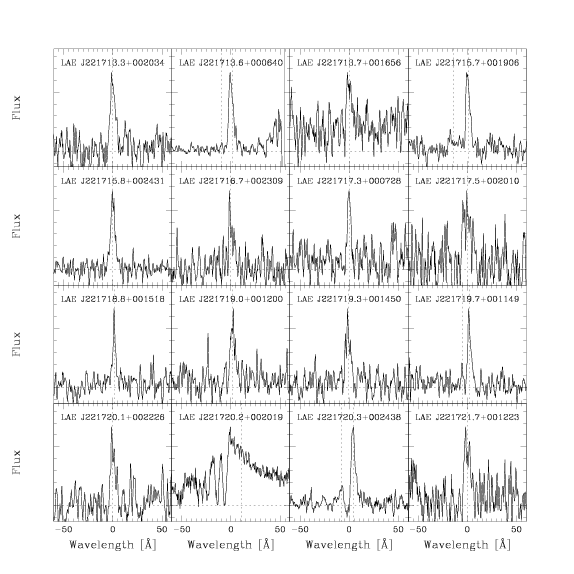 LAE J221713.3+002034 LAE J221713.6+000640 LAE J221713.7+001656 LAE J221715.7+001906
Flux
LAE J221715.8+002431 LAE J221716.7+002309 LAE J221717.3+000728 LAE J221717.5+002010
Flux
LAE J221718.8+001518 LAE J221719.0+001200 LAE J221719.3+001450 LAE J221719.7+001149
Flux
LAE J221720.1+002226 LAE J221720.2+002019 LAE J221720.3+002438 LAE J221721.7+001223
Flux
−50 0 50 −50 0 50 −50 0 50 −50 0 50
Wavelength [Å] Wavelength [Å] Wavelength [Å] Wavelength [Å]